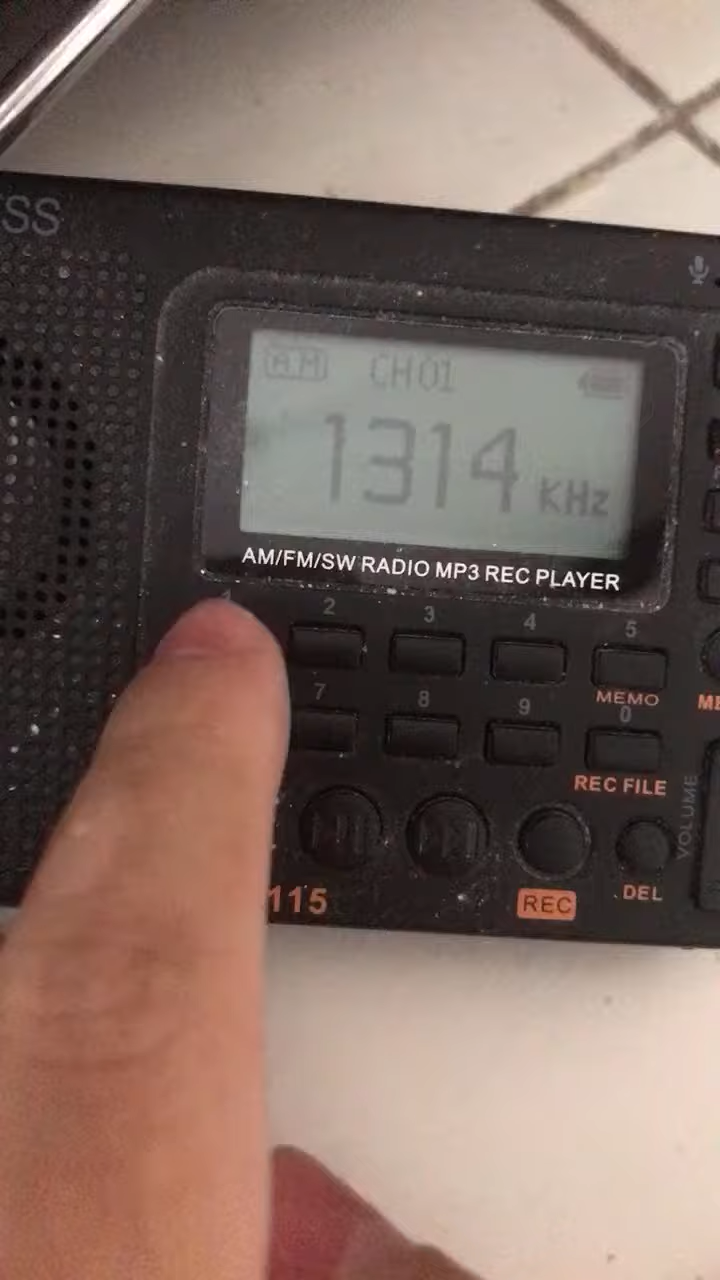 SS
AM CH01
1314 KHz
AM/FM/SW RADIO MP3 REC PLAYER
1 2 3 4 5
MEMO
7 8 9 0
REC FILE
VOLUME
115 REC DEL